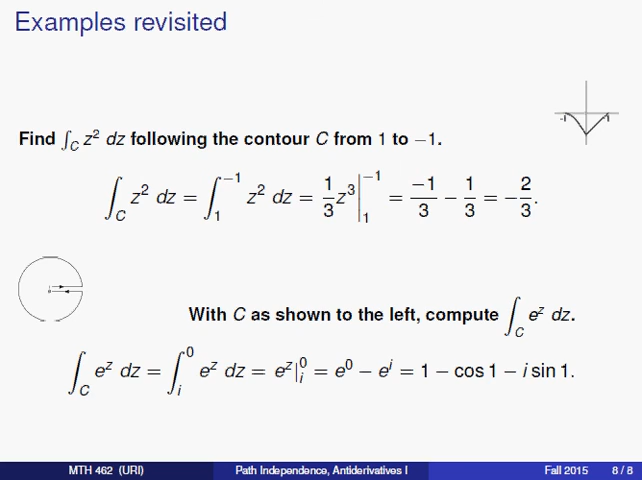 Examples revisited
-1 1
Find ∫_C z² dz following the contour C from 1 to −1.
∫_C z² dz = ∫_1^{−1} z² dz = 1/3 z³ |_1^{−1} = −1/3 − 1/3 = −2/3.
With C as shown to the left, compute ∫_C e^z dz.
∫_C e^z dz = ∫_i^0 e^z dz = e^z|_i^0 = e^0 − e^i = 1 − cos 1 − i sin 1.
MTH 462 (URI) Path Independence, Antiderivatives I Fall 2015 8 / 8